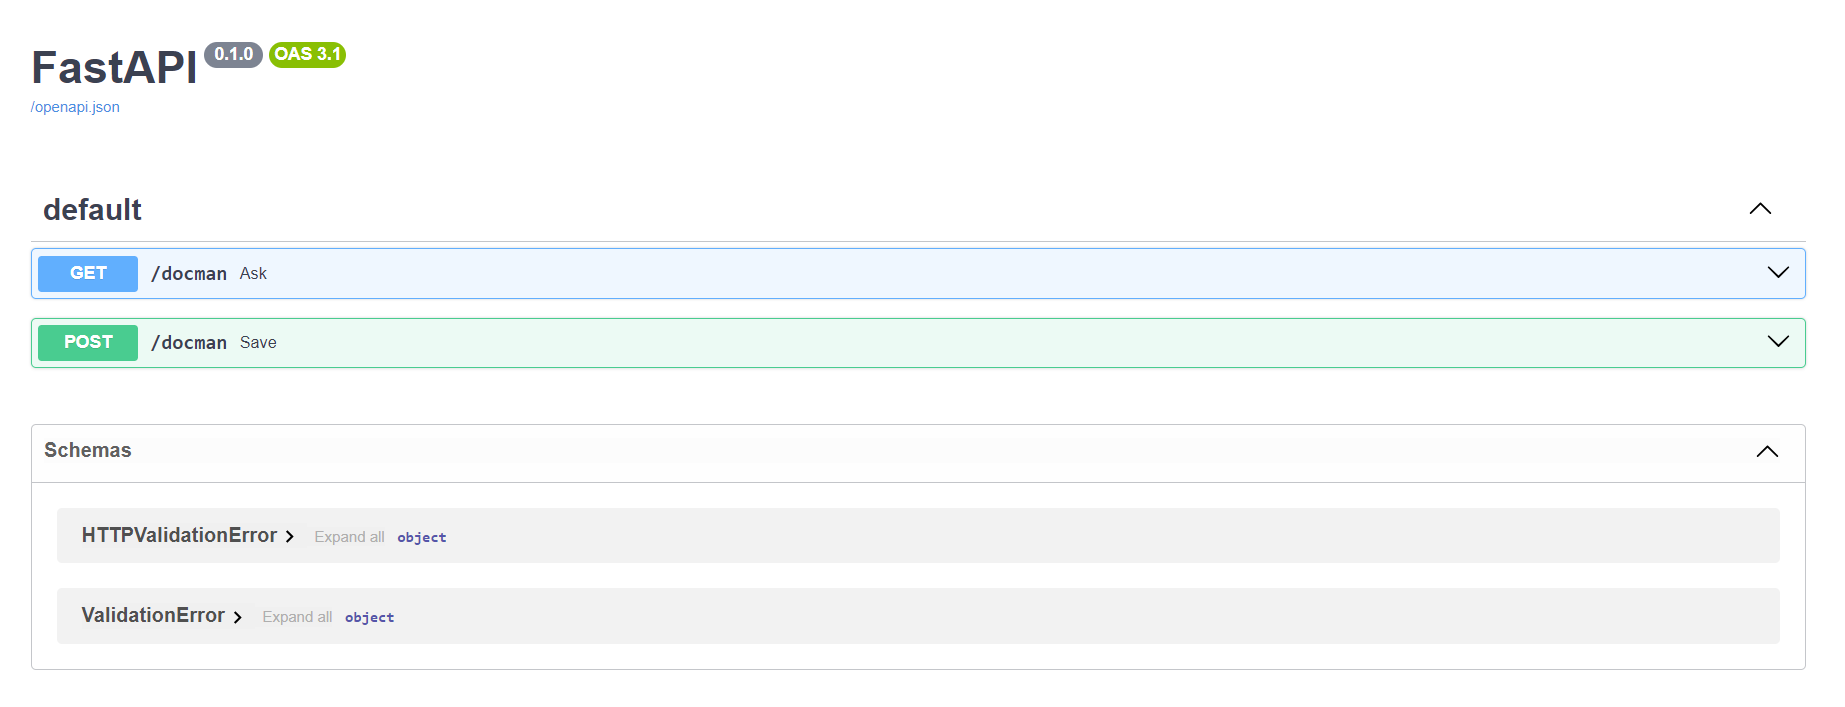 FastAPI 0.1.0 OAS 3.1
/openapi.json
default
GET /docman Ask
POST /docman Save
Schemas
HTTPValidationError Expand all object
ValidationError Expand all object